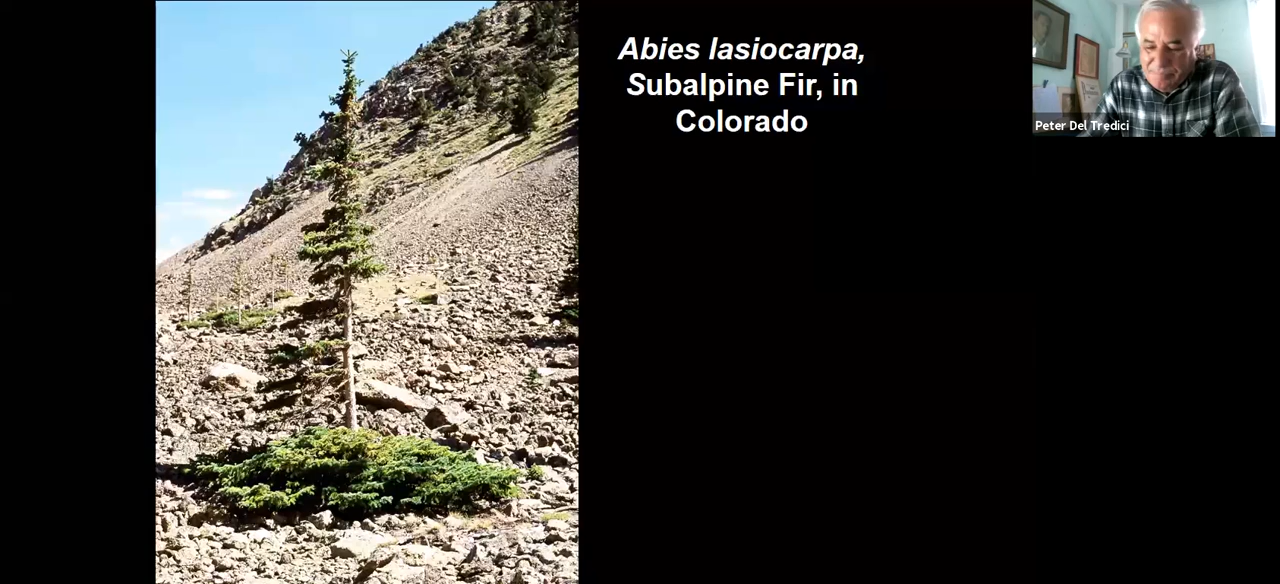 Abies lasiocarpa,
Subalpine Fir, in
Colorado
Peter Del Tredici